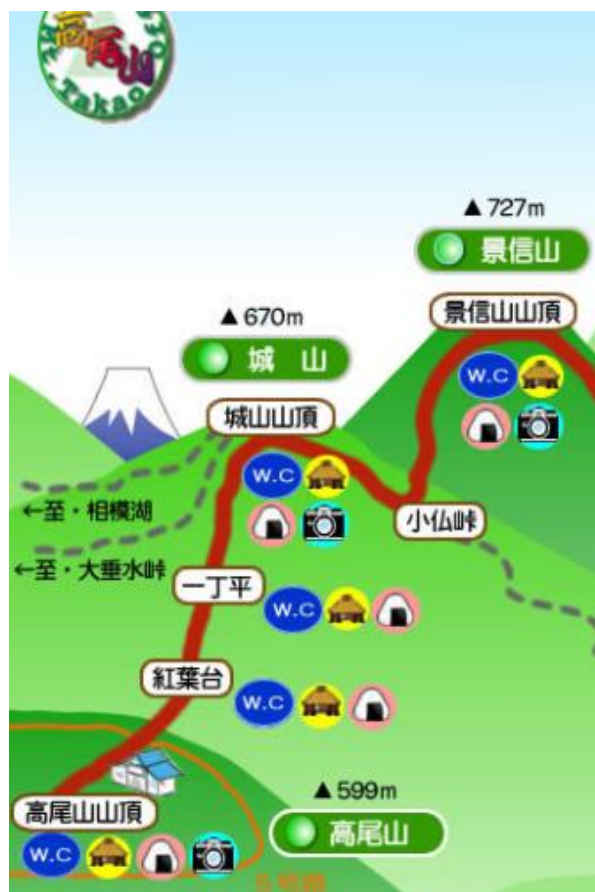 高尾山
Mt. Takao
▲727m
景信山
景信山山頂
W.C
▲670m
城 山
城山山頂
W.C
←至・相模湖
小仏峠
←至・大垂水峠
一丁平
W.C
紅葉台
W.C
▲599m
高尾山山頂
高尾山
W.C